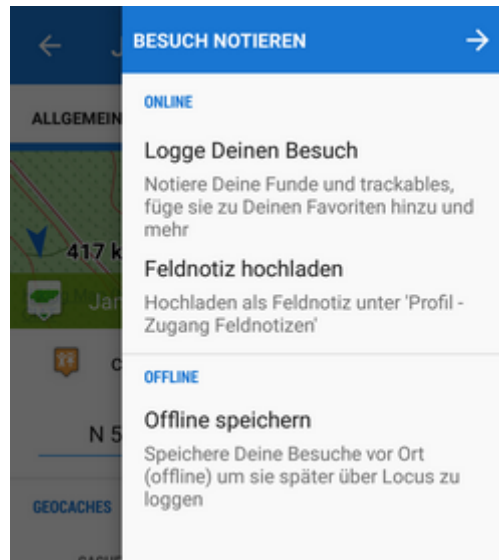 BESUCH NOTIEREN
ONLINE
ALLGEMEIN
Logge Deinen Besuch
Notiere Deine Funde und trackables,
füge sie zu Deinen Favoriten hinzu und
mehr
417 k
Feldnotiz hochladen
Jan
Hochladen als Feldnotiz unter 'Profil -
Zugang Feldnotizen'
OFFLINE
Offline speichern
N 5
Speichere Deine Besuche vor Ort
(offline) um sie später über Locus zu
loggen
GEOCACHES